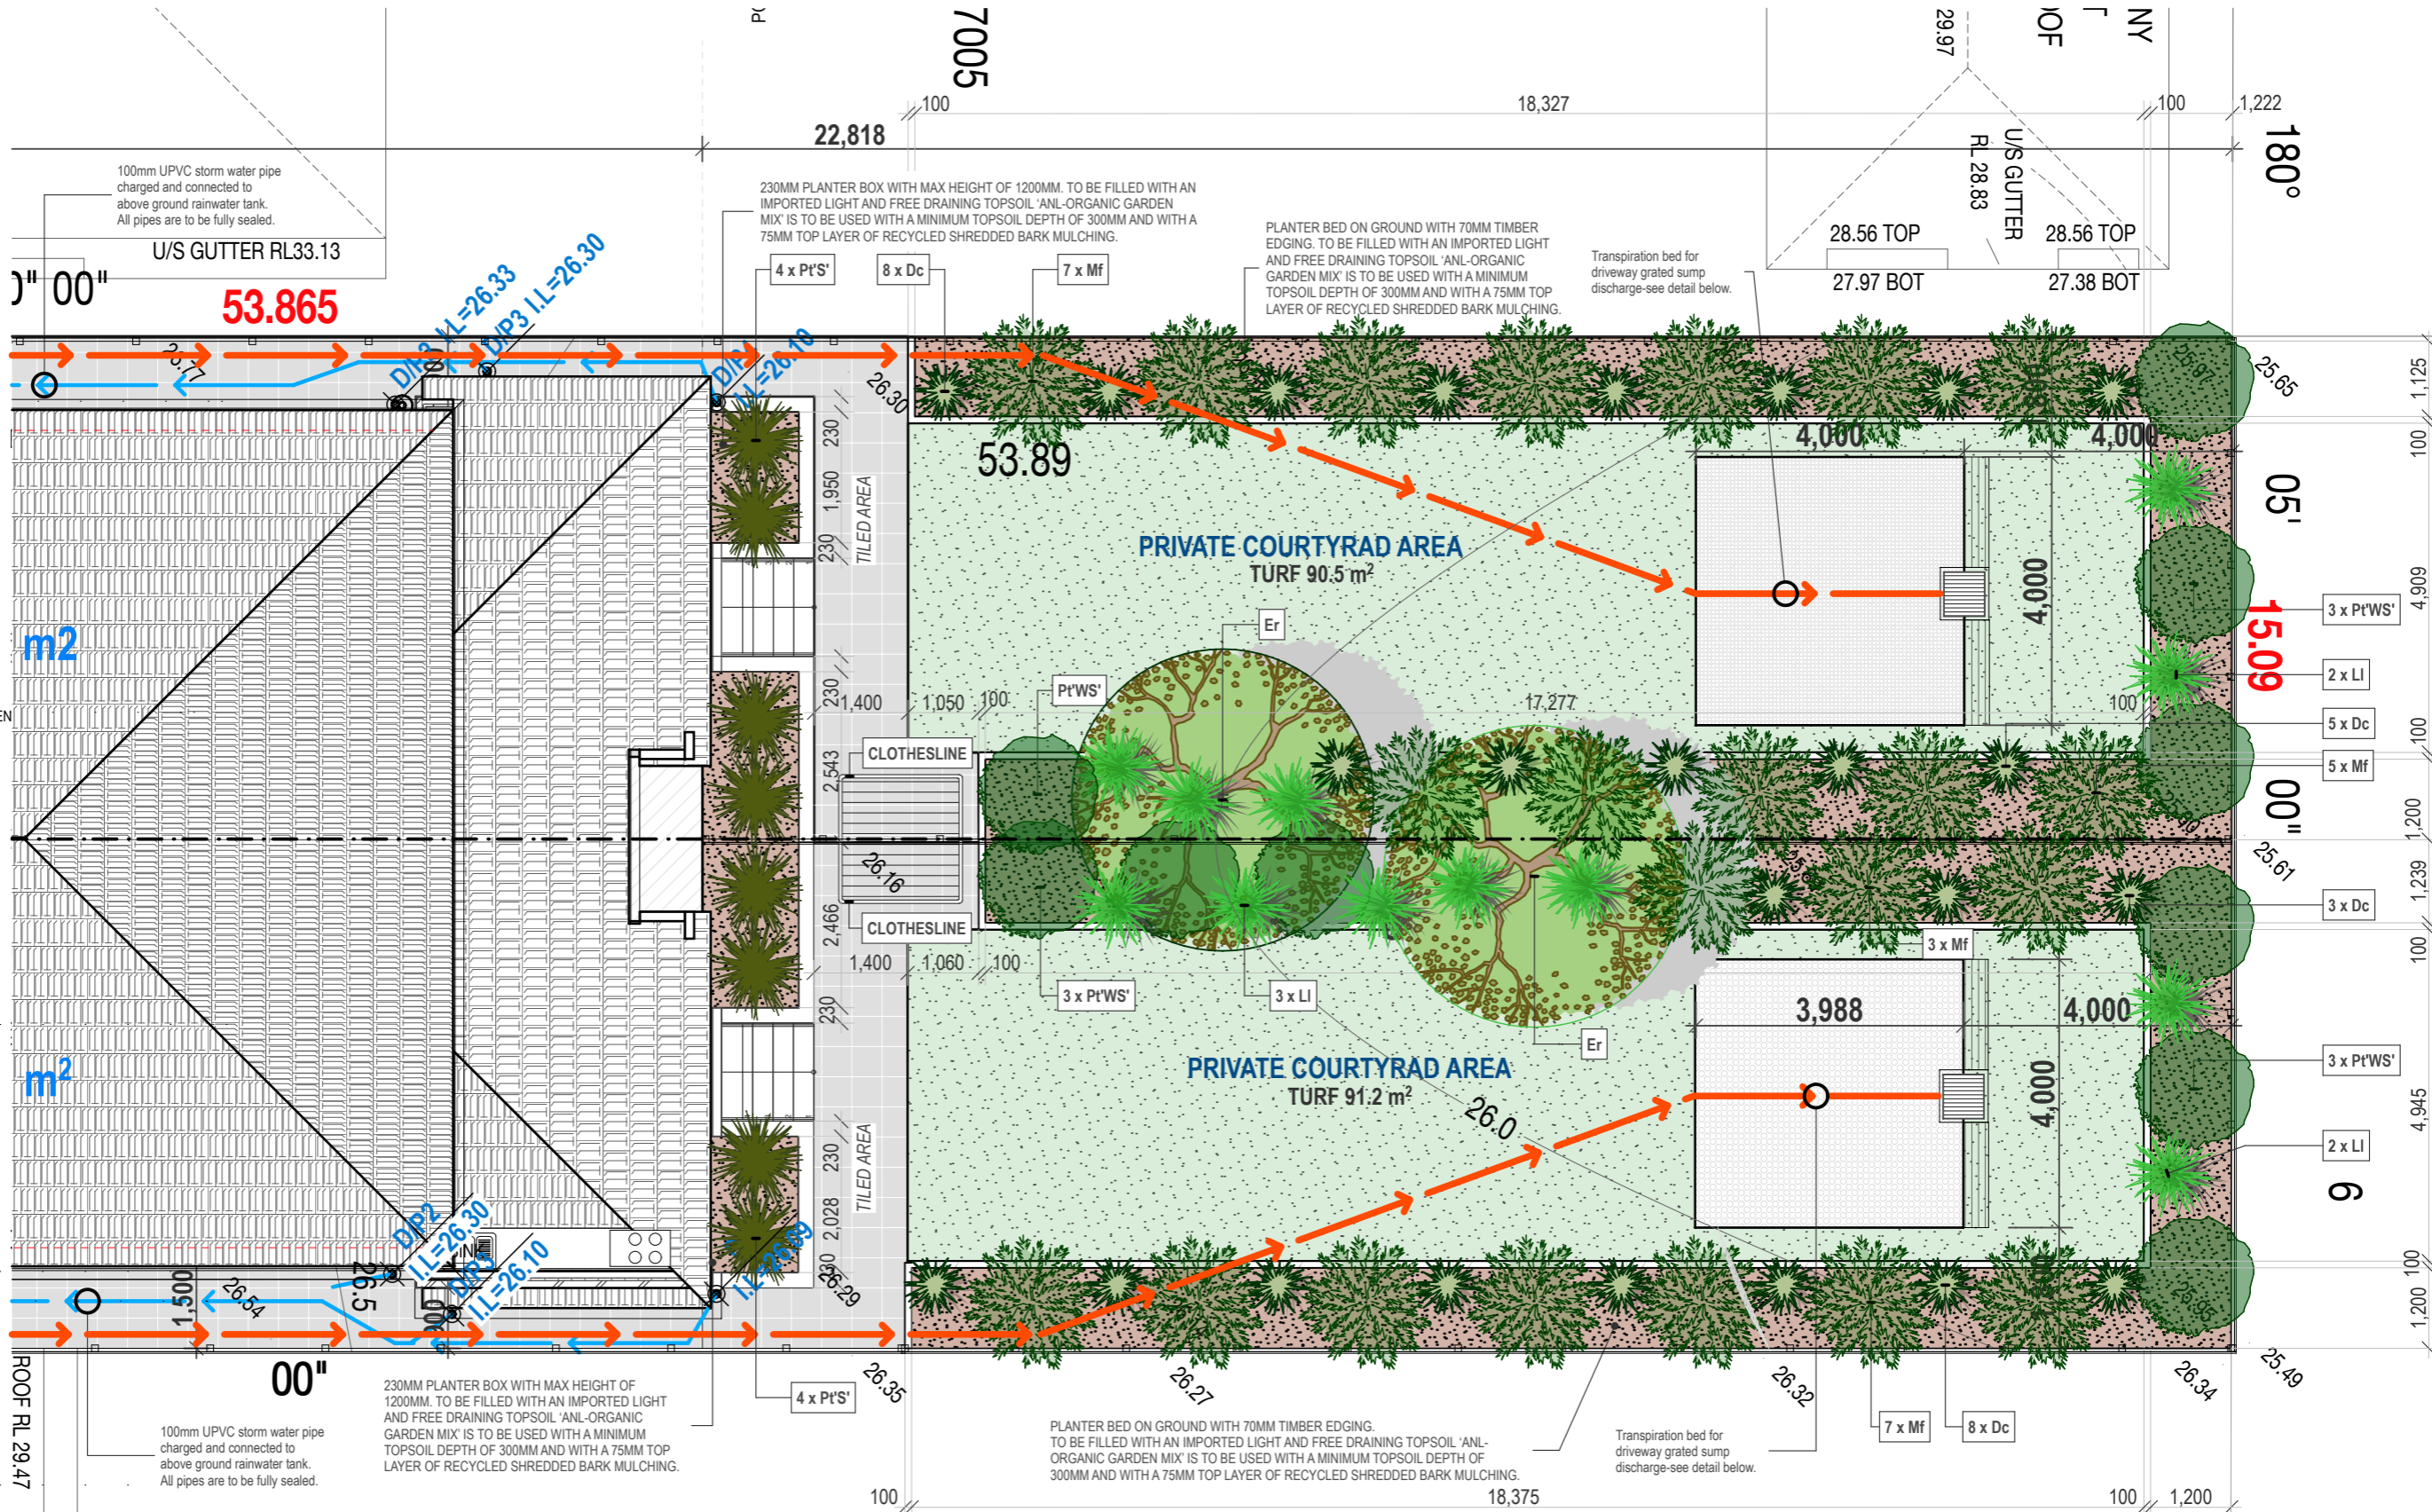 7005
29.97
OOF
NY
100
18,327
100
1,222
22,818
180°
U/S GUTTER
RL 28.83
100mm UPVC storm water pipe
charged and connected to
above ground rainwater tank.
All pipes are to be fully sealed.
U/S GUTTER RL33.13
230MM PLANTER BOX WITH MAX HEIGHT OF 1200MM. TO BE FILLED WITH AN
IMPORTED LIGHT AND FREE DRAINING TOPSOIL 'ANL-ORGANIC GARDEN
MIX' IS TO BE USED WITH A MINIMUM TOPSOIL DEPTH OF 300MM AND WITH A
75MM TOP LAYER OF RECYCLED SHREDDED BARK MULCHING.
PLANTER BED ON GROUND WITH 70MM TIMBER
EDGING. TO BE FILLED WITH AN IMPORTED LIGHT
AND FREE DRAINING TOPSOIL 'ANL-ORGANIC
GARDEN MIX' IS TO BE USED WITH A MINIMUM
TOPSOIL DEPTH OF 300MM AND WITH A 75MM TOP
LAYER OF RECYCLED SHREDDED BARK MULCHING.
Transpiration bed for
driveway grated sump
discharge-see detail below.
28.56 TOP
28.56 TOP
27.97 BOT
27.38 BOT
0" 00"
53.865
4 x Pt'S'
8 x Dc
7 x Mf
D/P3 I.L=26.33
D/P3 I.L=26.30
I.L=26.10
25.77
26.30
25.97
25.65
1,125
100
230
1,950
230
TILED AREA
53.89
4,000
4,000
05'
PRIVATE COURTYRAD AREA
TURF 90.5 m²
4,000
4,909
15.09
3 x Pt'WS'
m2
Er
2 x Ll
Pt'WS'
230
1,400
1,050
100
17,277
100
5 x Dc
100
CLOTHESLINE
2,543
5 x Mf
00"
1,200
26.16
25.61
1,239
2,466
CLOTHESLINE
3 x Dc
3 x Mf
100
1,400
1,060
100
3 x Pt'WS'
3 x Ll
230
3,988
4,000
Er
PRIVATE COURTYRAD AREA
TURF 91.2 m²
26.0
4,000
m²
3 x Pt'WS'
4,945
230
TILED AREA
2,028
2 x Ll
6
D/P2
I.L=26.30
D/P3
I.L=26.10
I.L=26.09
230
26.29
26.5
26.54
1,500
900
25.95
100
1,200
ROOF RL 29.47
00"
26.35
26.27
26.32
26.34
25.49
230MM PLANTER BOX WITH MAX HEIGHT OF
1200MM. TO BE FILLED WITH AN IMPORTED LIGHT
AND FREE DRAINING TOPSOIL 'ANL-ORGANIC
GARDEN MIX' IS TO BE USED WITH A MINIMUM
TOPSOIL DEPTH OF 300MM AND WITH A 75MM TOP
LAYER OF RECYCLED SHREDDED BARK MULCHING.
4 x Pt'S'
100mm UPVC storm water pipe
charged and connected to
above ground rainwater tank.
All pipes are to be fully sealed.
PLANTER BED ON GROUND WITH 70MM TIMBER EDGING.
TO BE FILLED WITH AN IMPORTED LIGHT AND FREE DRAINING TOPSOIL 'ANL-
ORGANIC GARDEN MIX' IS TO BE USED WITH A MINIMUM TOPSOIL DEPTH OF
300MM AND WITH A 75MM TOP LAYER OF RECYCLED SHREDDED BARK MULCHING.
Transpiration bed for
driveway grated sump
discharge-see detail below.
7 x Mf
8 x Dc
100
18,375
100
1,200